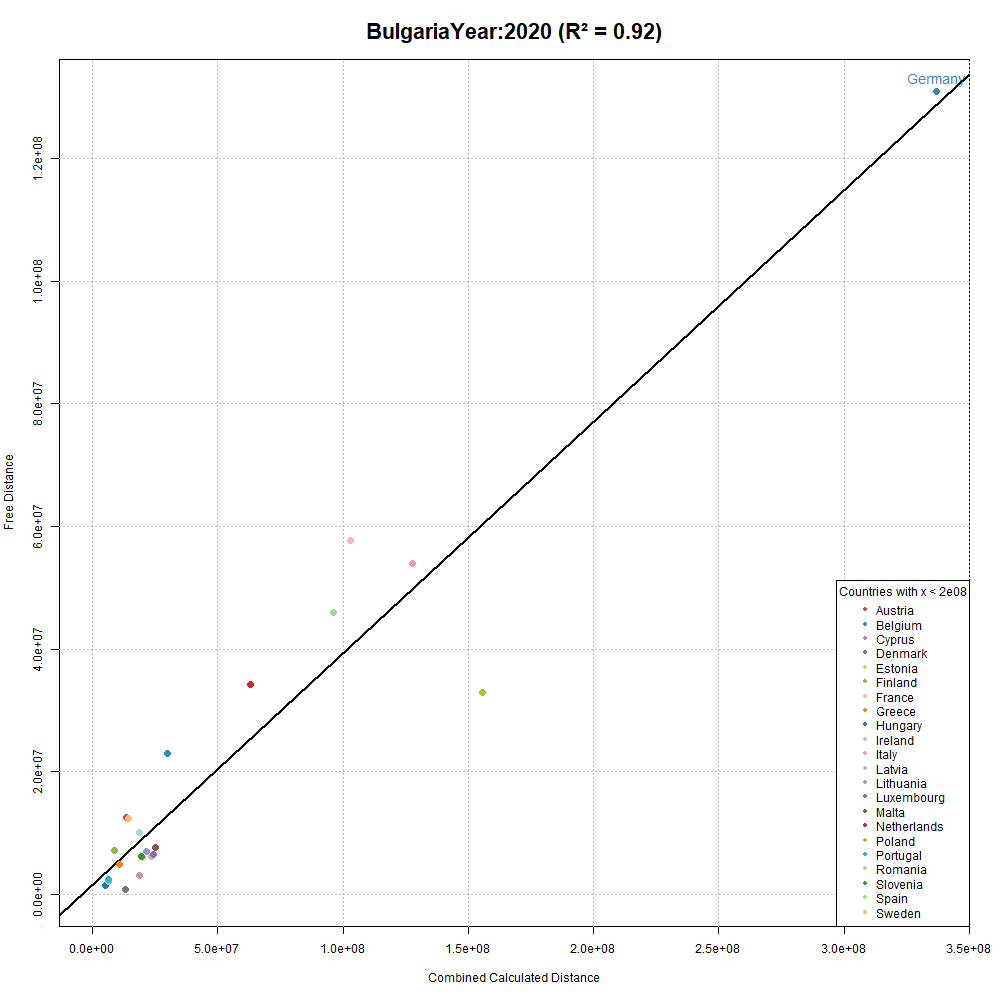 BulgariaYear:2020 (R² = 0.92)
Germany
1.2e+08
1.0e+08
8.0e+07
6.0e+07
4.0e+07
2.0e+07
0.0e+00
Free Distance
Countries with x < 2e08
Austria
Belgium
Cyprus
Denmark
Estonia
Finland
France
Greece
Hungary
Ireland
Italy
Latvia
Lithuania
Luxembourg
Malta
Netherlands
Poland
Portugal
Romania
Slovenia
Spain
Sweden
0.0e+00 5.0e+07 1.0e+08 1.5e+08 2.0e+08 2.5e+08 3.0e+08 3.5e+08
Combined Calculated Distance